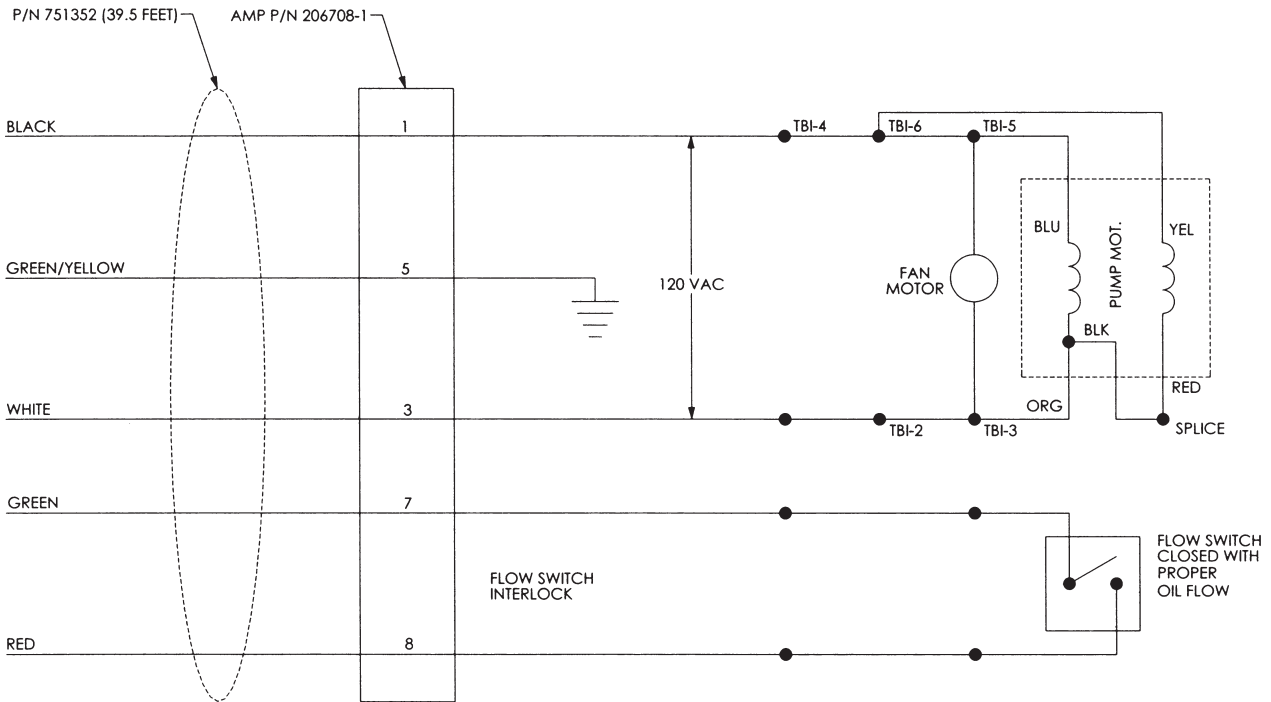 P/N 751352 (39.5 FEET)
AMP P/N 206708-1
BLACK
1
TBI-4
TBI-6
TBI-5
BLU
YEL
PUMP MOT.
GREEN/YELLOW
5
120 VAC
FAN
MOTOR
BLK
RED
WHITE
3
ORG
TBI-2
TBI-3
SPLICE
GREEN
7
FLOW SWITCH
CLOSED WITH
PROPER
OIL FLOW
FLOW SWITCH
INTERLOCK
RED
8